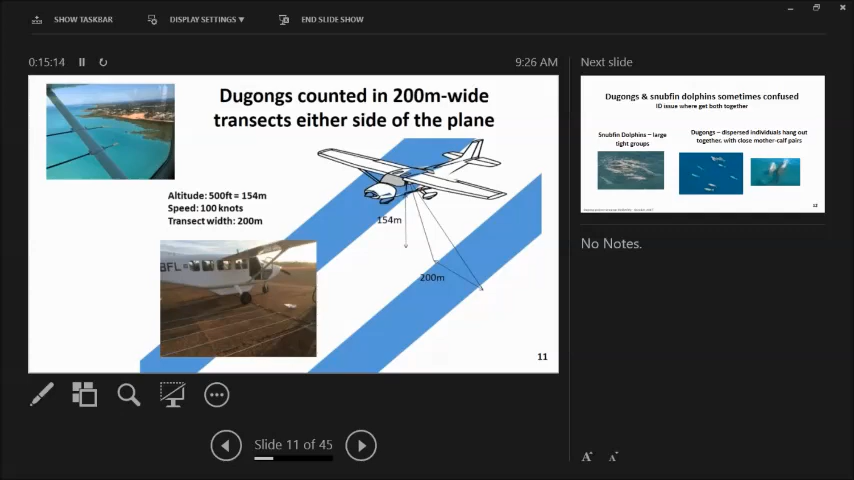 SHOW TASKBAR
DISPLAY SETTINGS ▼
END SLIDE SHOW
0:15:14
9:26 AM
Dugongs counted in 200m-wide
transects either side of the plane
Altitude: 500ft = 154m
Speed: 100 knots
Transect width: 200m
154m
200m
BFL
11
Slide 11 of 45
Next slide
Dugongs & snubfin dolphins sometimes confused
ID issue where get both together
Snubfin Dolphins – large
tight groups
Dugongs – dispersed individuals hang out
together, with close mother-calf pairs
12
No Notes.
A
A